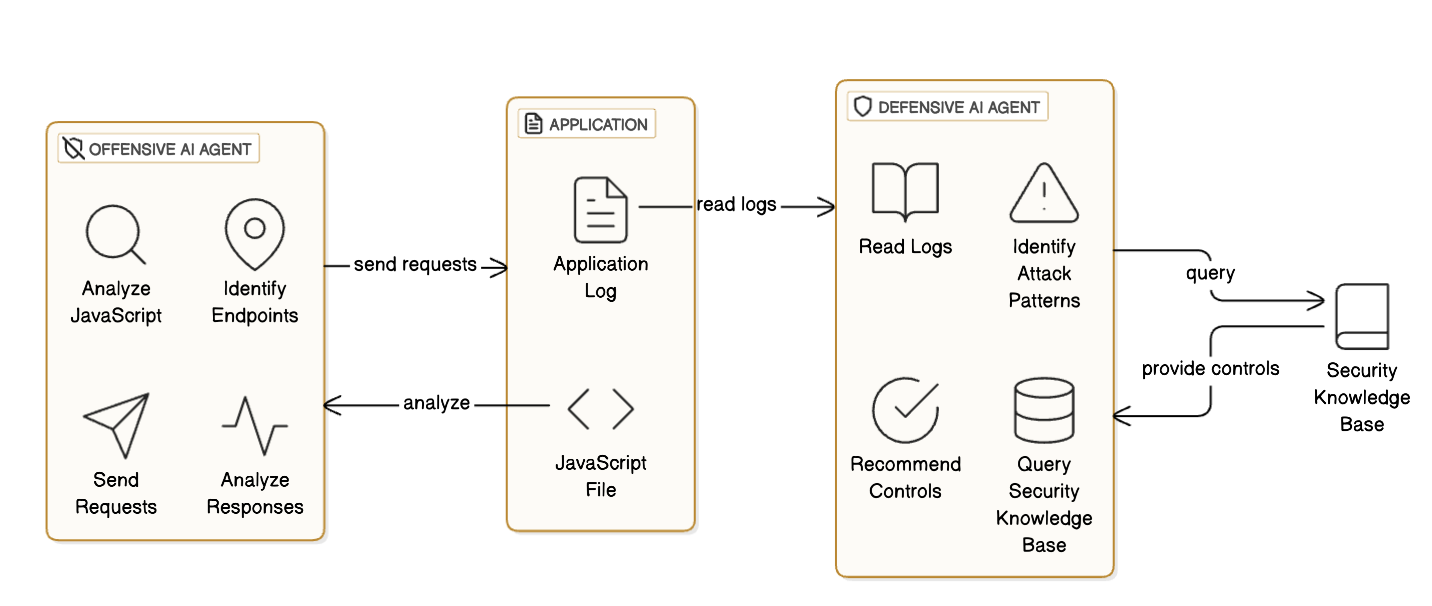 OFFENSIVE AI AGENT
Analyze
JavaScript
Identify
Endpoints
Send
Requests
Analyze
Responses
send requests
analyze
APPLICATION
Application
Log
JavaScript
File
read logs
DEFENSIVE AI AGENT
Read Logs
Identify
Attack
Patterns
Recommend
Controls
Query
Security
Knowledge
Base
query
provide controls
Security
Knowledge
Base